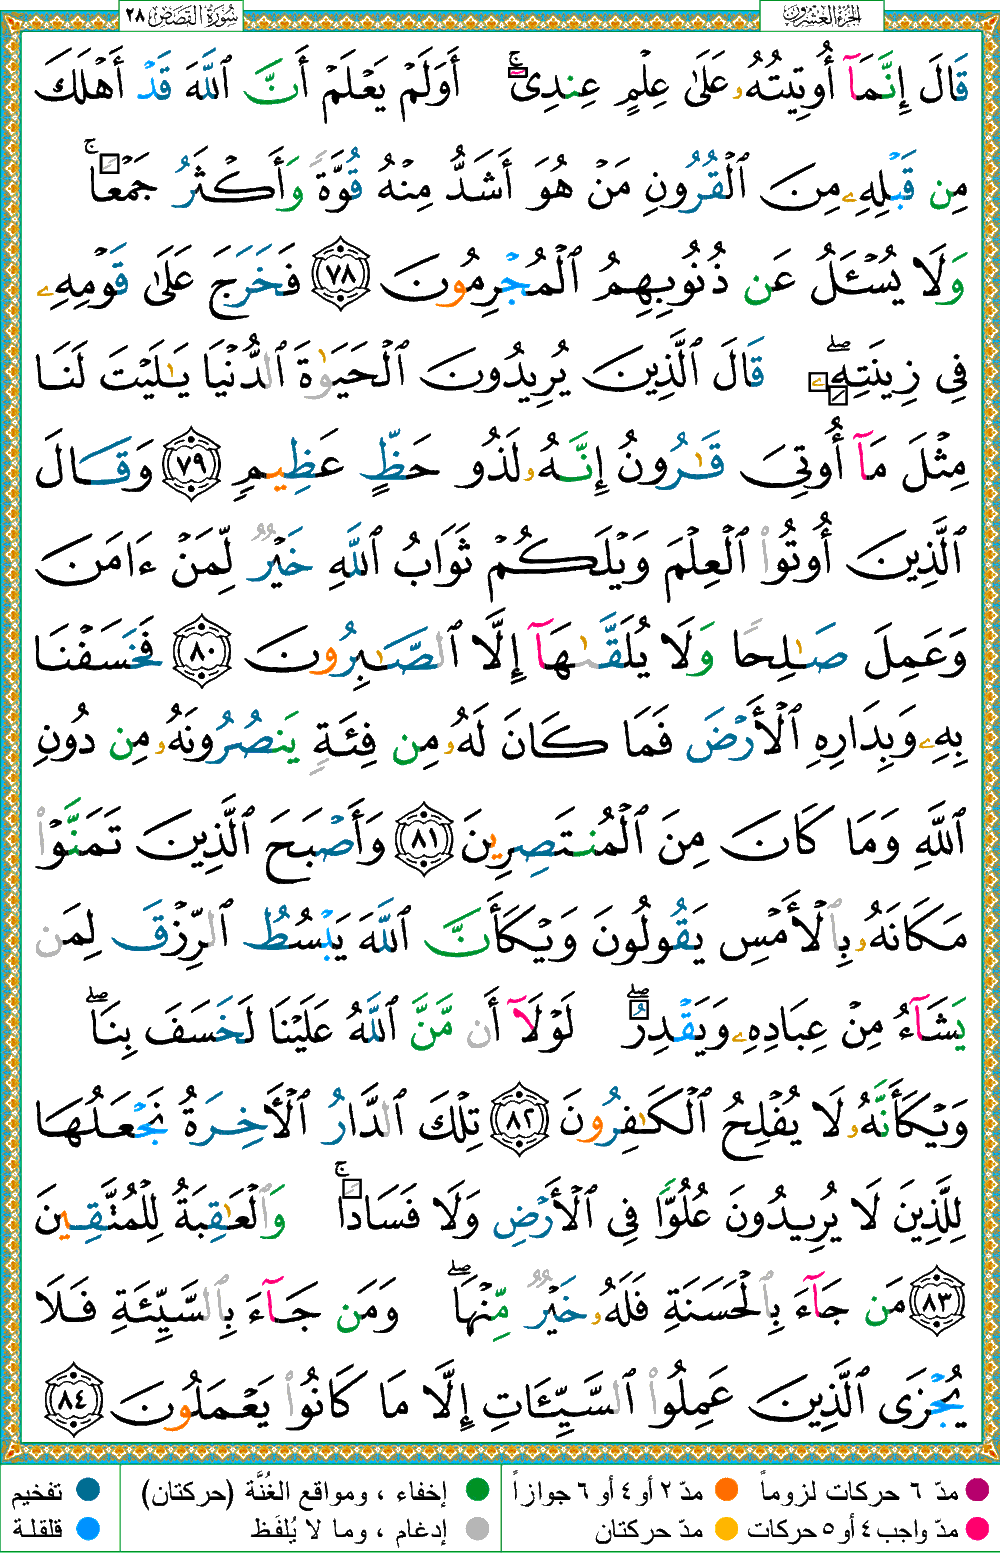 الجزء العشرون
سورة القصص ٢٨
قَالَ إِنَّمَآ أُوتِيتُهُۥ عَلَىٰ عِلْمٍ عِندِىٓ ۚ أَوَلَمْ يَعْلَمْ أَنَّ ٱللَّهَ قَدْ أَهْلَكَ
مِن قَبْلِهِۦ مِنَ ٱلْقُرُونِ مَنْ هُوَ أَشَدُّ مِنْهُ قُوَّةً وَأَكْثَرُ جَمْعًا ۚ
وَلَا يُسْـَٔلُ عَن ذُنُوبِهِمُ ٱلْمُجْرِمُونَ ﴿٧٨﴾ فَخَرَجَ عَلَىٰ قَوْمِهِۦ
فِى زِينَتِهِۦ ۖ قَالَ ٱلَّذِينَ يُرِيدُونَ ٱلْحَيَوٰةَ ٱلدُّنْيَا يَـٰلَيْتَ لَنَا
مِثْلَ مَآ أُوتِىَ قَـٰرُونُ إِنَّهُۥ لَذُو حَظٍّ عَظِيمٍ ﴿٧٩﴾ وَقَالَ
ٱلَّذِينَ أُوتُوا۟ ٱلْعِلْمَ وَيْلَكُمْ ثَوَابُ ٱللَّهِ خَيْرٌ لِّمَنْ ءَامَنَ
وَعَمِلَ صَـٰلِحًا وَلَا يُلَقَّىٰهَآ إِلَّا ٱلصَّـٰبِرُونَ ﴿٨٠﴾ فَخَسَفْنَا
بِهِۦ وَبِدَارِهِ ٱلْأَرْضَ فَمَا كَانَ لَهُۥ مِن فِئَةٍ يَنصُرُونَهُۥ مِن دُونِ
ٱللَّهِ وَمَا كَانَ مِنَ ٱلْمُنتَصِرِينَ ﴿٨١﴾ وَأَصْبَحَ ٱلَّذِينَ تَمَنَّوْا۟
مَكَانَهُۥ بِٱلْأَمْسِ يَقُولُونَ وَيْكَأَنَّ ٱللَّهَ يَبْسُطُ ٱلرِّزْقَ لِمَن
يَشَآءُ مِنْ عِبَادِهِۦ وَيَقْدِرُ ۖ لَوْلَآ أَن مَّنَّ ٱللَّهُ عَلَيْنَا لَخَسَفَ بِنَا ۖ
وَيْكَأَنَّهُۥ لَا يُفْلِحُ ٱلْكَـٰفِرُونَ ﴿٨٢﴾ تِلْكَ ٱلدَّارُ ٱلْـَٔاخِرَةُ نَجْعَلُهَا
لِلَّذِينَ لَا يُرِيدُونَ عُلُوًّا فِى ٱلْأَرْضِ وَلَا فَسَادًا ۚ وَٱلْعَـٰقِبَةُ لِلْمُتَّقِينَ
﴿٨٣﴾ مَن جَآءَ بِٱلْحَسَنَةِ فَلَهُۥ خَيْرٌ مِّنْهَا ۖ وَمَن جَآءَ بِٱلسَّيِّئَةِ فَلَا
يُجْزَى ٱلَّذِينَ عَمِلُوا۟ ٱلسَّيِّـَٔاتِ إِلَّا مَا كَانُوا۟ يَعْمَلُونَ ﴿٨٤﴾
مدّ ٦ حركات لزوماً مدّ ٢ أو ٤ أو ٦ جوازاً إخفاء ، ومواقع الغُنَّة (حركتان) تفخيم
مدّ واجب ٤ أو ٥ حركات مدّ حركتان إدغام ، وما لا يُلفَظ قلقلة